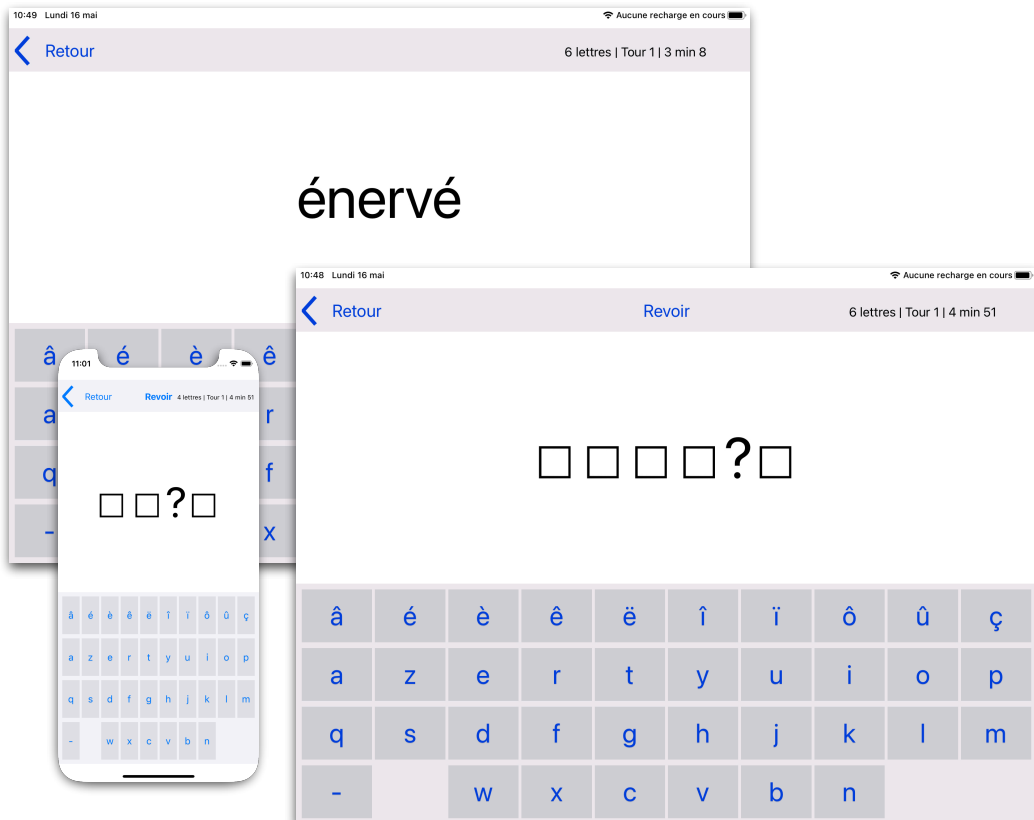 10:49 Lundi 16 mai Aucune recharge en cours
Retour 6 lettres | Tour 1 | 3 min 8
énervé
â é è ê
a r
q f
- x
10:48 Lundi 16 mai Aucune recharge en cours
Retour Revoir 6 lettres | Tour 1 | 4 min 51
□ □ □ □ ? □
â é è ê ë î ï ô û ç
a z e r t y u i o p
q s d f g h j k l m
- w x c v b n
11:01
Retour Revoir 4 lettres | Tour 1 | 4 min 51
□ □ ? □
â é è ê ë î ï ô û ç
a z e r t y u i o p
q s d f g h j k l m
- w x c v b n